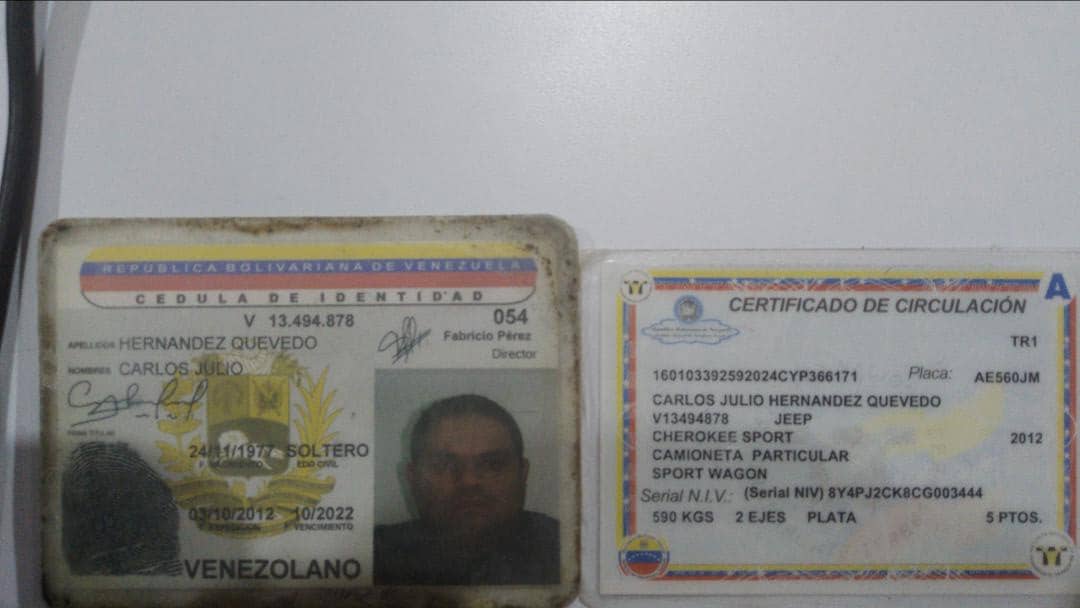 REPUBLICA BOLIVARIANA DE VENEZUELA
CEDULA DE IDENTIDAD
V 13.494.878
054
APELLIDOS HERNANDEZ QUEVEDO
Fabricio Pérez
Director
NOMBRES CARLOS JULIO
FIRMA TITULAR
24/11/1977 SOLTERO
F. NACIMIENTO EDO CIVIL
03/10/2012 10/2022
F. EXPEDICION F. VENCIMIENTO
VENEZOLANO
A
CERTIFICADO DE CIRCULACIÓN
TR1
160103392592024CYP366171 Placa: AE560JM
CARLOS JULIO HERNANDEZ QUEVEDO
V13494878 JEEP
CHEROKEE SPORT 2012
CAMIONETA PARTICULAR
SPORT WAGON
Serial N.I.V.: (Serial NIV) 8Y4PJ2CK8CG003444
590 KGS 2 EJES PLATA 5 PTOS.